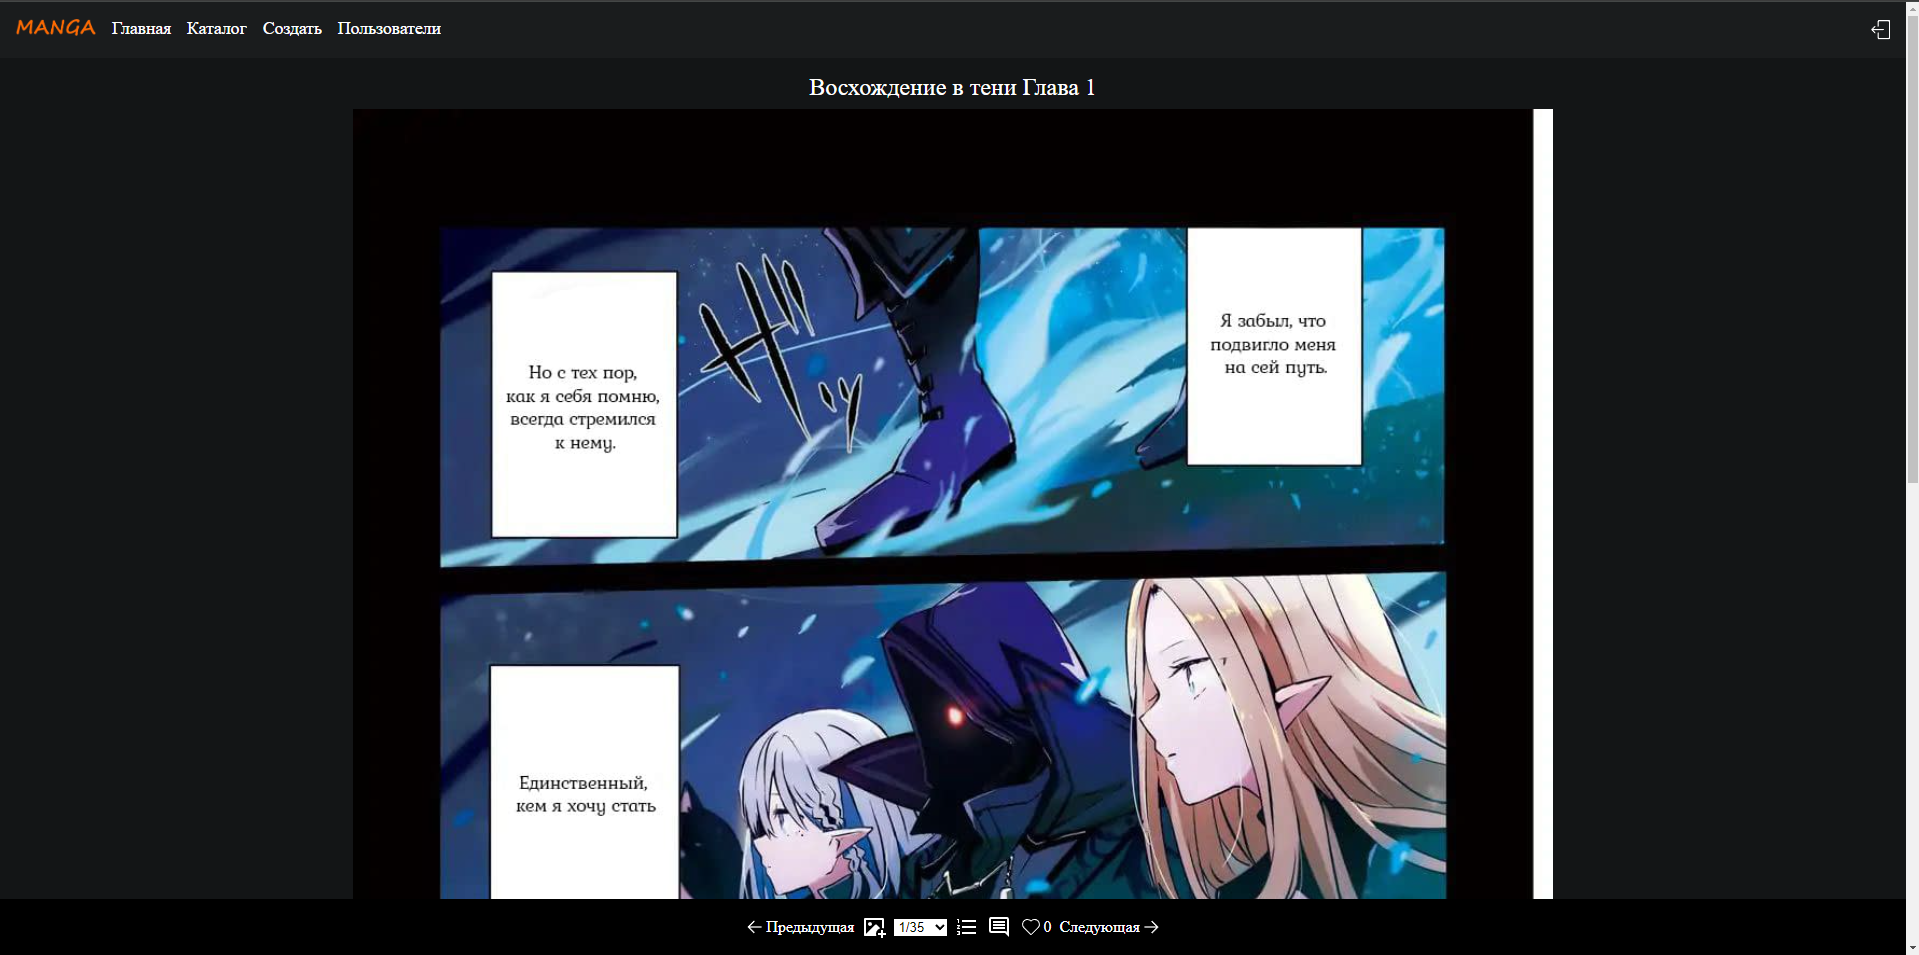 MANGA Главная Каталог Создать Пользователи
Восхождение в тени Глава 1
Я забыл, что
подвигло меня
на сей путь.
Но с тех пор,
как я себя помню,
всегда стремился
к нему.
Единственный,
кем я хочу стать
← Предыдущая 1/35 0 Следующая →